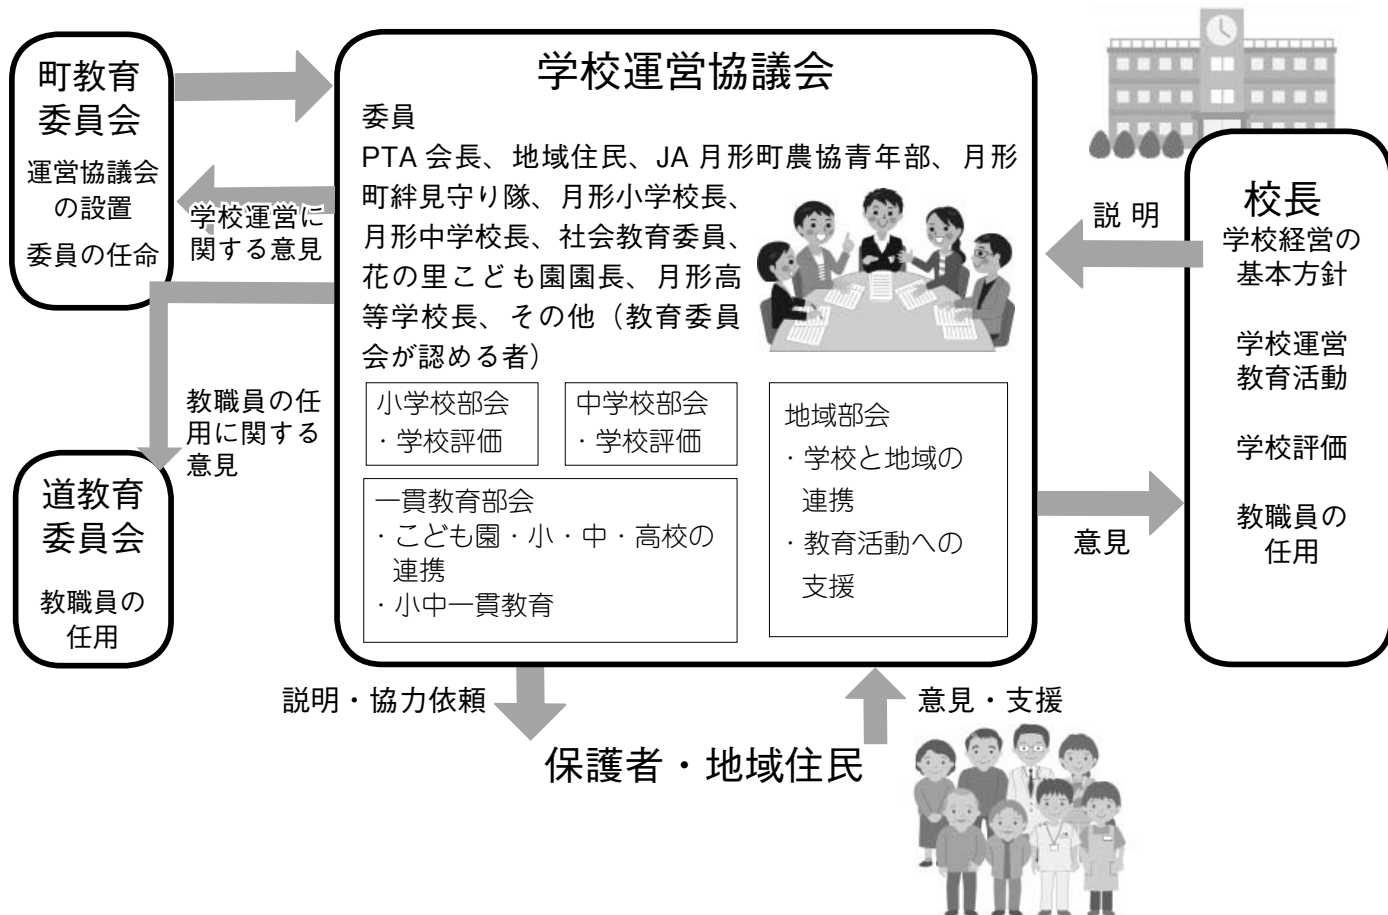 町教育
委員会
運営協議会
の設置
委員の任命
学校運営に
関する意見
教職員の任
用に関する
意見
道教育
委員会
教職員の
任用
学校運営協議会
委員
PTA 会長、地域住民、JA 月形町農協青年部、月形
町絆見守り隊、月形小学校長、
月形中学校長、社会教育委員、
花の里こども園園長、月形高
等学校長、その他（教育委員
会が認める者）
小学校部会
・学校評価
中学校部会
・学校評価
一貫教育部会
・こども園・小・中・高校の
連携
・小中一貫教育
地域部会
・学校と地域の
連携
・教育活動への
支援
説 明
意見
校長
学校経営の
基本方針
学校運営
教育活動
学校評価
教職員の
任用
説明・協力依頼
意見・支援
保護者・地域住民